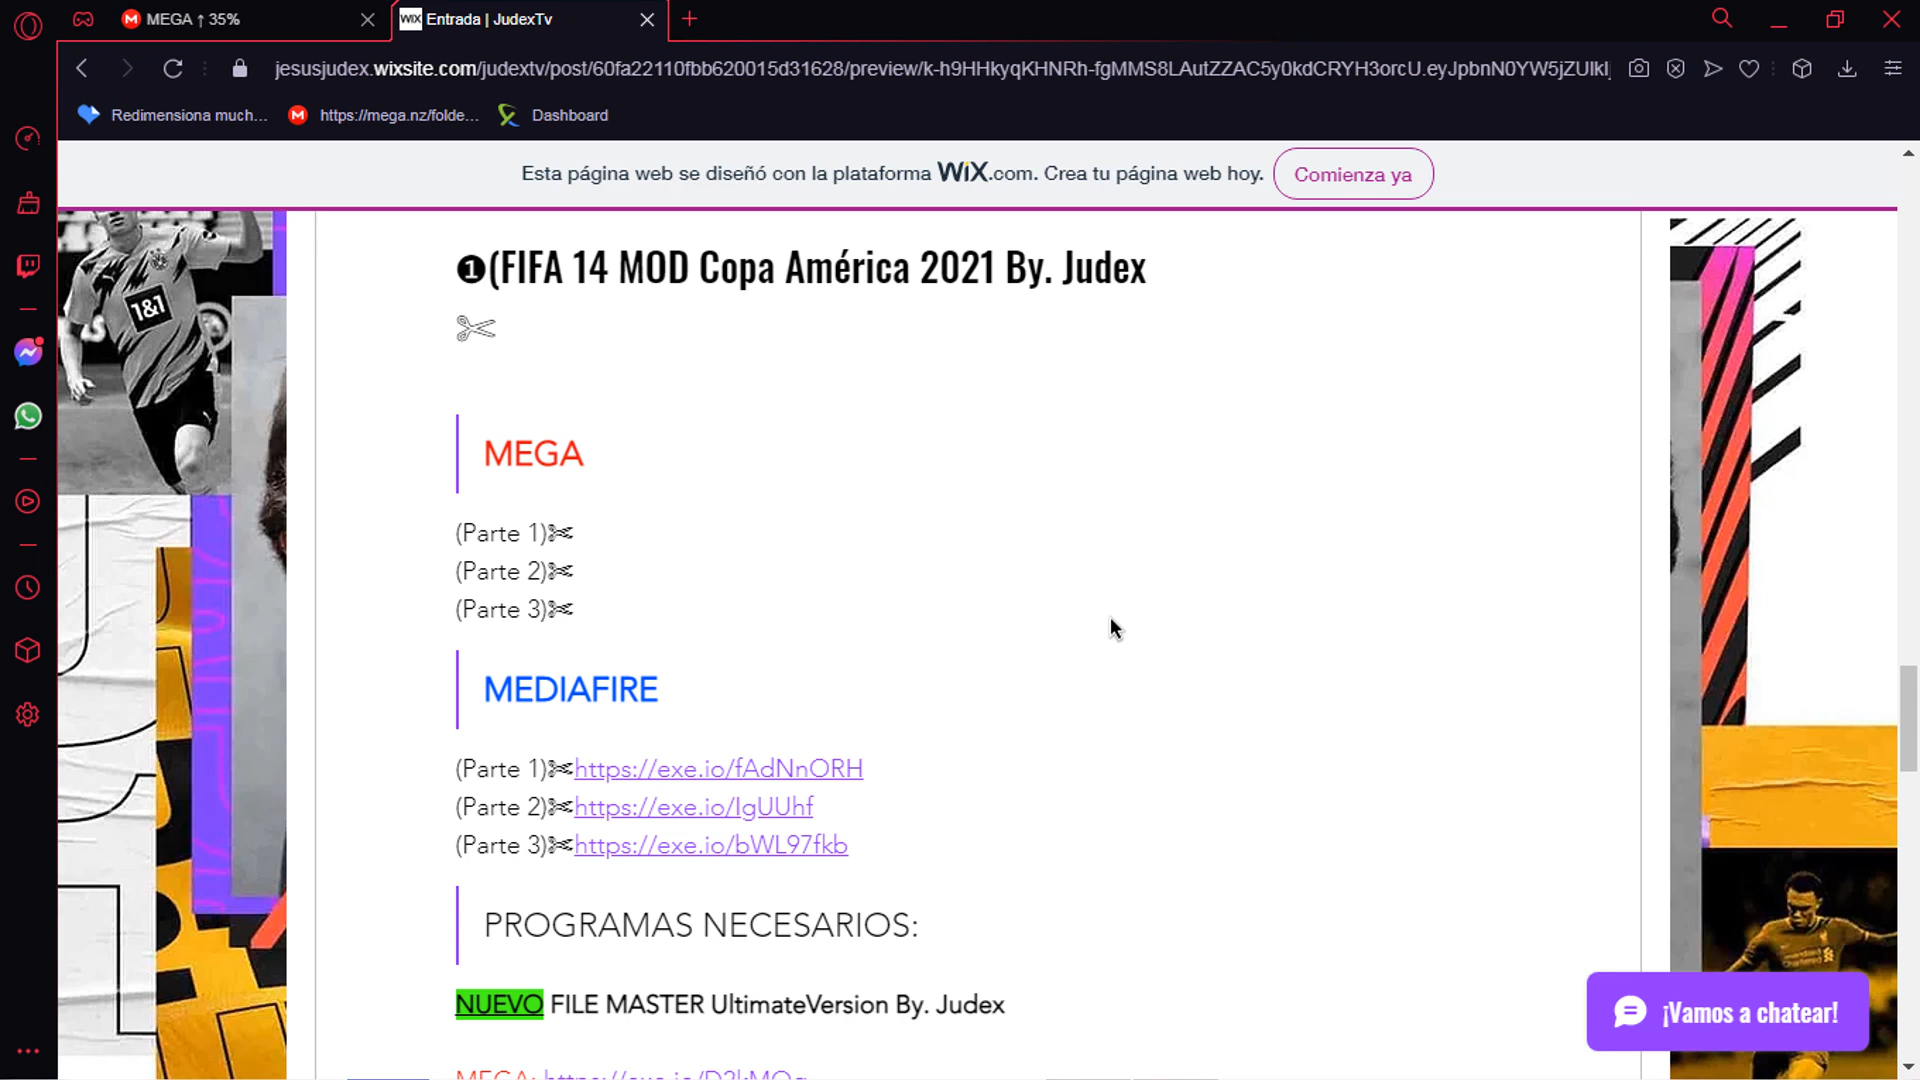 MEGA ↑ 35%
WIX Entrada | JudexTv
jesusjudex.wixsite.com/judextv/post/60fa22110fbb620015d31628/preview/k-h9HHkyqKHNRh-fgMMS8LAutZZAC5y0kdCRYH3orcU.eyJpbnN0YW5jZUlkIj
Redimensiona much...
https://mega.nz/folde...
Dashboard
Esta página web se diseñó con la plataforma WiX.com. Crea tu página web hoy.
Comienza ya
1&1
❶(FIFA 14 MOD Copa América 2021 By. Judex
✄
MEGA
(Parte 1)✄
(Parte 2)✄
(Parte 3)✄
MEDIAFIRE
(Parte 1)✄https://exe.io/fAdNnORH
(Parte 2)✄https://exe.io/IgUUhf
(Parte 3)✄https://exe.io/bWL97fkb
PROGRAMAS NECESARIOS:
NUEVO FILE MASTER UltimateVersion By. Judex
¡Vamos a chatear!